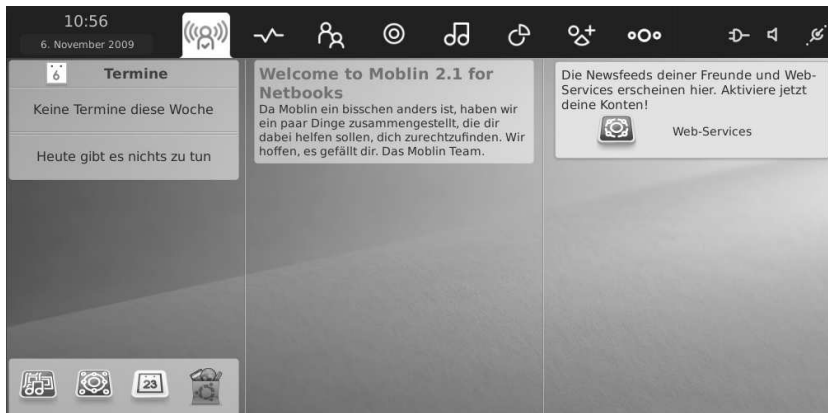 10:56
6. November 2009
6
Termine
Keine Termine diese Woche
Heute gibt es nichts zu tun
Welcome to Moblin 2.1 for
Netbooks
Da Moblin ein bisschen anders ist, haben wir
ein paar Dinge zusammengestellt, die dir
dabei helfen sollen, dich zurechtzufinden. Wir
hoffen, es gefällt dir. Das Moblin Team.
Die Newsfeeds deiner Freunde und Web-
Services erscheinen hier. Aktiviere jetzt
deine Konten!
Web-Services
23